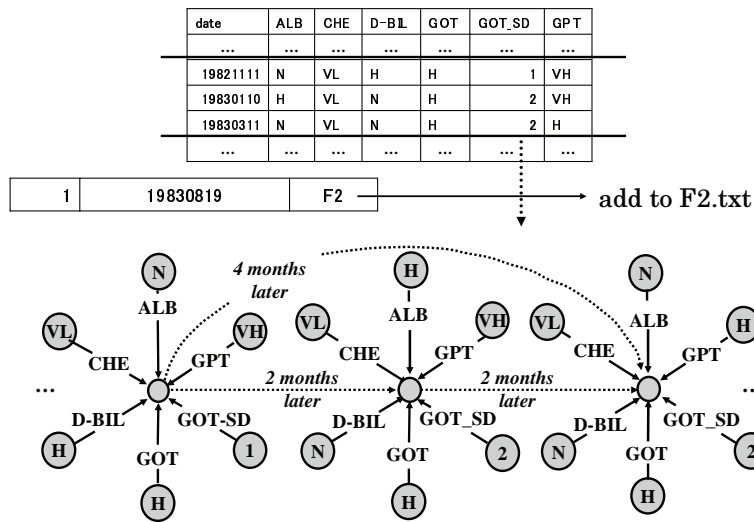 date ALB CHE D-BIL GOT GOT_SD GPT
... ... ... ... ... ... ...
19821111 N VL H H 1 VH
19830110 H VL N H 2 VH
19830311 N VL N H 2 H
... ... ... ... ... ... ...
1 19830819 F2 add to F2.txt
N 4 months later H N
ALB ALB ALB
VL VH VL VH VL H
CHE GPT CHE GPT CHE GPT
... 2 months later 2 months later ...
D-BIL GOT-SD D-BIL GOT_SD D-BIL GOT_SD
H 1 N 2 N 2
GOT GOT GOT
H H H